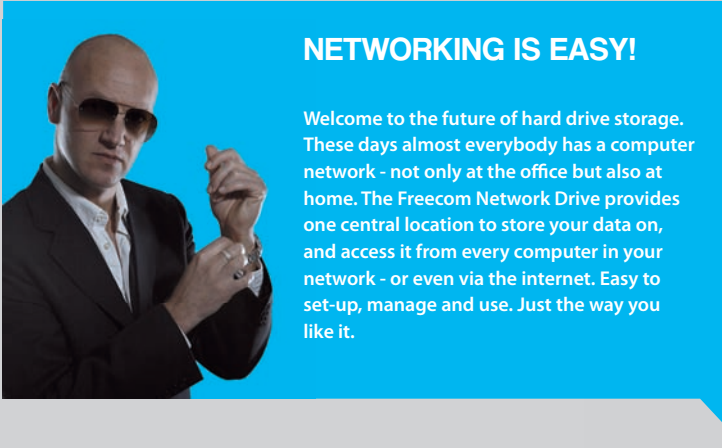 NETWORKING IS EASY!
Welcome to the future of hard drive storage.
These days almost everybody has a computer
network - not only at the office but also at
home. The Freecom Network Drive provides
one central location to store your data on,
and access it from every computer in your
network - or even via the internet. Easy to
set-up, manage and use. Just the way you
like it.